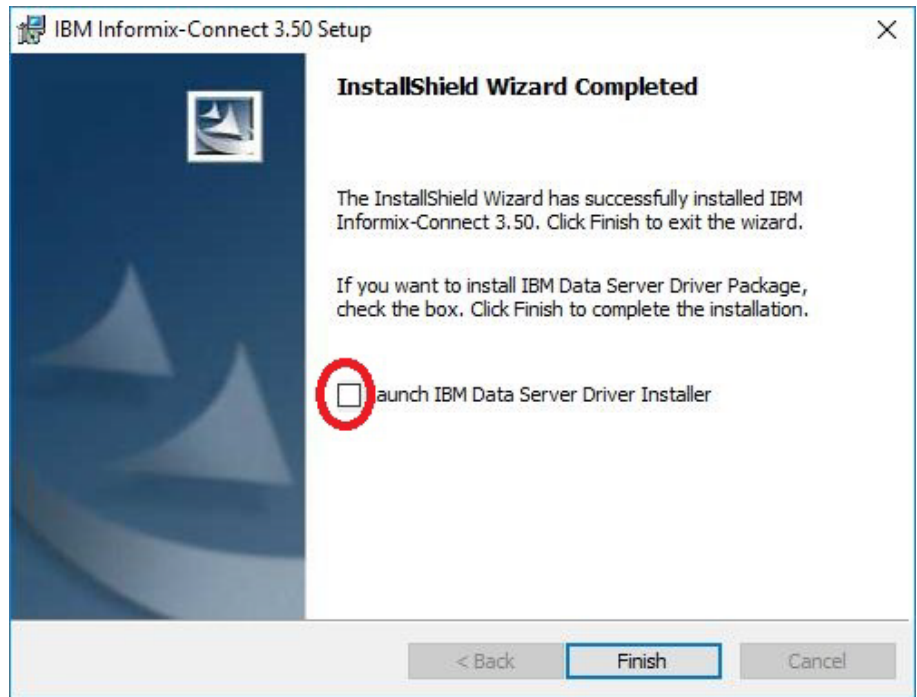 IBM Informix-Connect 3.50 Setup
InstallShield Wizard Completed
The InstallShield Wizard has successfully installed IBM
Informix-Connect 3.50. Click Finish to exit the wizard.
If you want to install IBM Data Server Driver Package,
check the box. Click Finish to complete the installation.
aunch IBM Data Server Driver Installer
< Back
Finish
Cancel